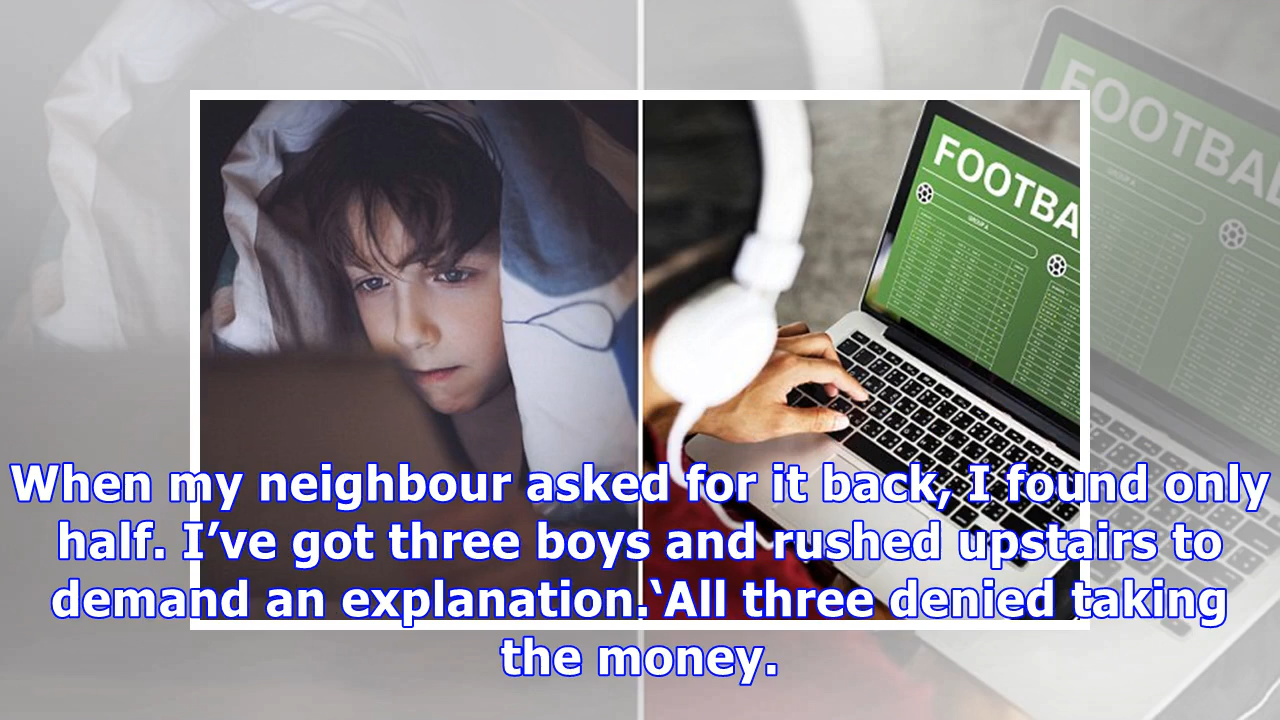 FOOTBA
GROUP A
FOOTBAL
When my neighbour asked for it back, I found only
half. I’ve got three boys and rushed upstairs to
demand an explanation.‘All three denied taking
the money.